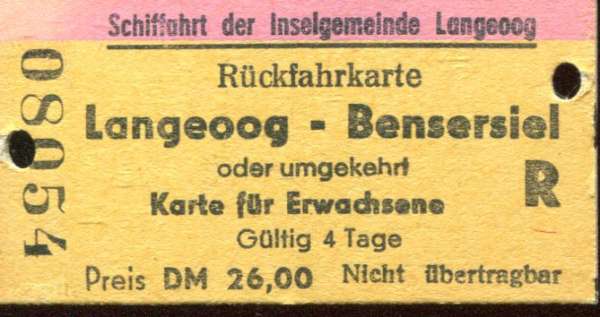 Schiffahrt der Inselgemeinde Langeoog
Rückfahrkarte
Langeoog - Bensersiel
oder umgekehrt
R
Karte für Erwachsene
Gültig 4 Tage
Preis DM 26,00 Nicht übertragbar
08054